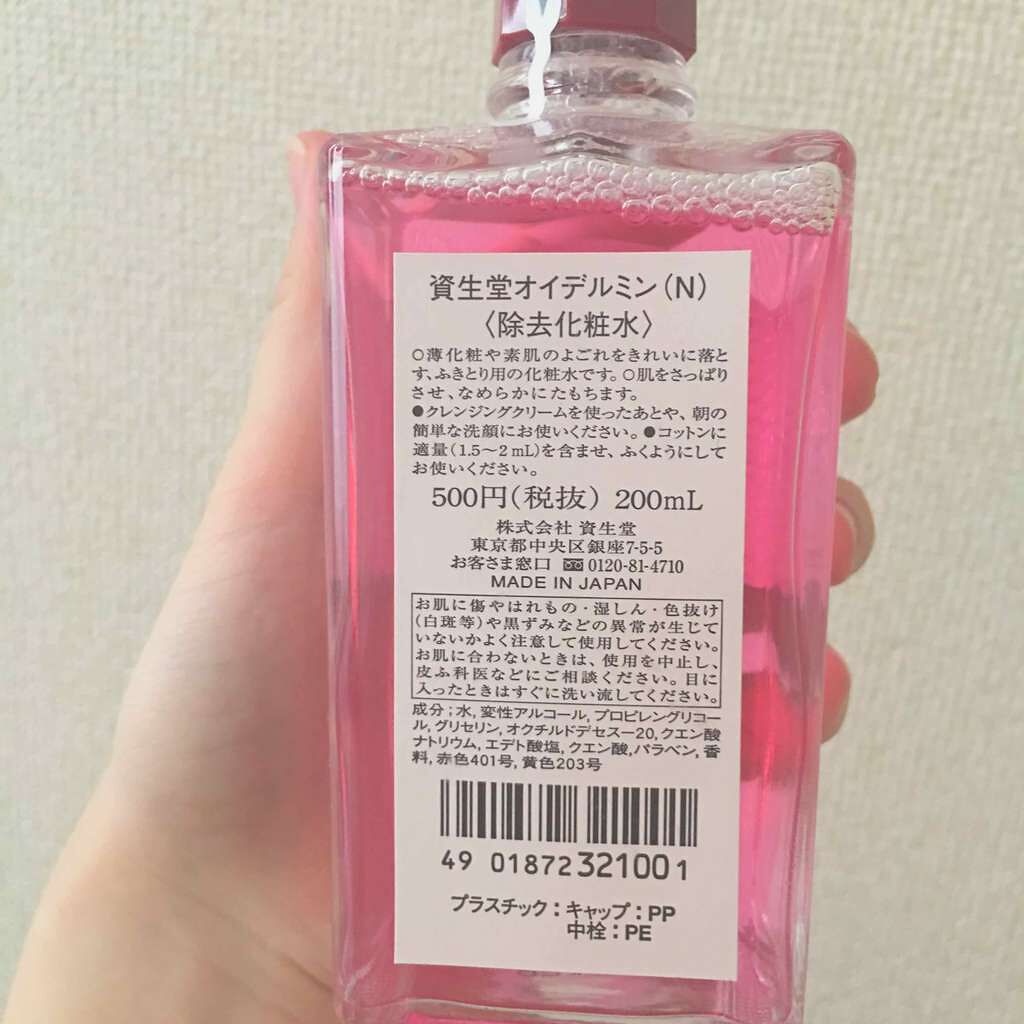 資生堂オイデルミン(N)
〈除去化粧水〉
○薄化粧や素肌のよごれをきれいに落と
す、ふきとり用の化粧水です。○肌をさっぱり
させ、なめらかにたもちます。
●クレンジングクリームを使ったあとや、朝の
簡単な洗顔にお使いください。●コットンに
適量(1.5〜2mL)を含ませ、ふくようにして
お使いください。
500円(税抜) 200mL
株式会社 資生堂
東京都中央区銀座7-5-5
お客さま窓口 0120-81-4710
MADE IN JAPAN
お肌に傷やはれもの・湿しん・色抜け
(白斑等)や黒ずみなどの異常が生じて
いないかよく注意して使用してください。
お肌に合わないときは、使用を中止し、
皮ふ科医などにご相談ください。目に
入ったときはすぐに洗い流してください。
成分;水,変性アルコール,プロピレングリコー
ル,グリセリン,オクチルドデセス-20,クエン酸
ナトリウム,エデト酸塩,クエン酸,パラベン,香
料,赤色401号,黄色203号
49 01872 321001
プラスチック:キャップ:PP
中栓:PE